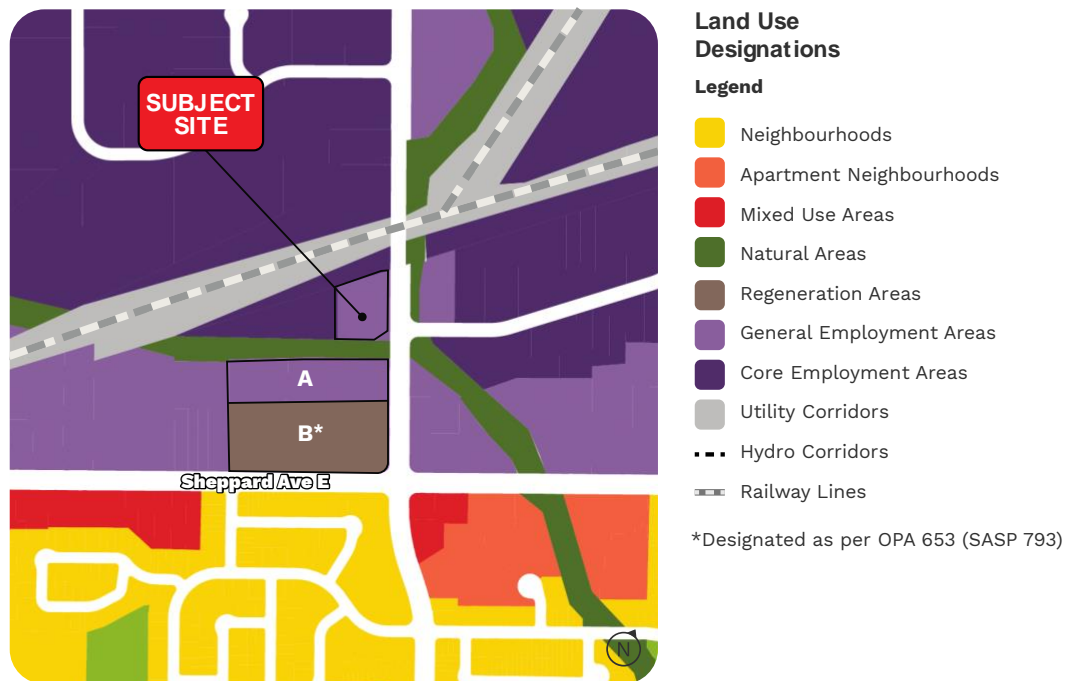 SUBJECT
SITE
A
B*
Sheppard Ave E
N
Land Use
Designations
Legend
Neighbourhoods
Apartment Neighbourhoods
Mixed Use Areas
Natural Areas
Regeneration Areas
General Employment Areas
Core Employment Areas
Utility Corridors
Hydro Corridors
Railway Lines
*Designated as per OPA 653 (SASP 793)